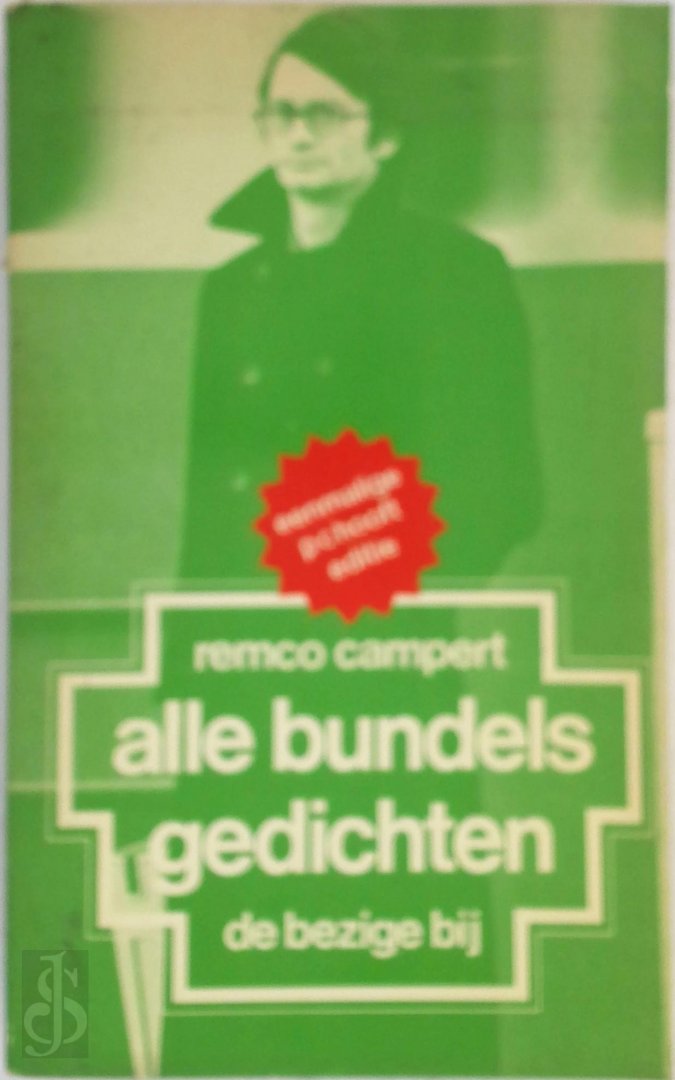 eenmalige
p c hooft
editie
remco campert
alle bundels
gedichten
de bezige bij